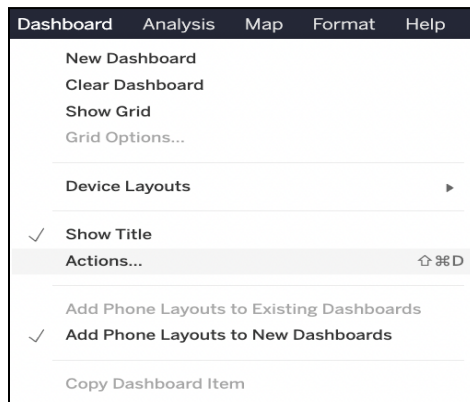 Dashboard Analysis Map Format Help
New Dashboard
Clear Dashboard
Show Grid
Grid Options...
Device Layouts
Show Title
Actions... ⇧⌘D
Add Phone Layouts to Existing Dashboards
Add Phone Layouts to New Dashboards
Copy Dashboard Item